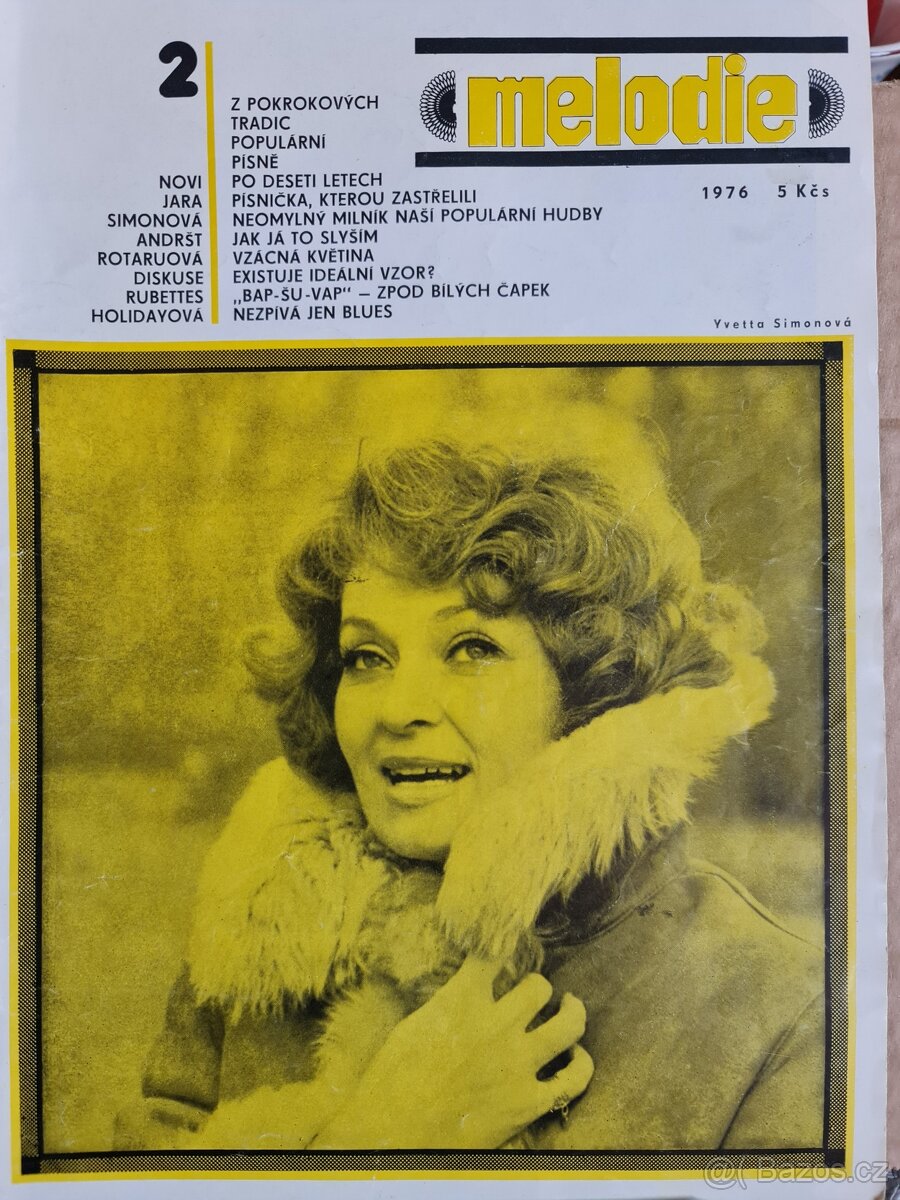 2
melodie
1976 5 Kčs
Z POKROKOVÝCH
TRADIC
POPULÁRNÍ
PÍSNĚ
NOVI PO DESETI LETECH
JARA PÍSNIČKA, KTEROU ZASTŘELILI
SIMONOVÁ NEOMYLNÝ MILNÍK NAŠÍ POPULÁRNÍ HUDBY
ANDRŠT JAK JÁ TO SLYŠÍM
ROTARUOVÁ VZÁCNÁ KVĚTINA
DISKUSE EXISTUJE IDEÁLNÍ VZOR?
RUBETTES „BAP-ŠU-VAP“ – ZPOD BÍLÝCH ČAPEK
HOLIDAYOVÁ NEZPÍVÁ JEN BLUES
Yvetta Simonová
@( Bazos.cz